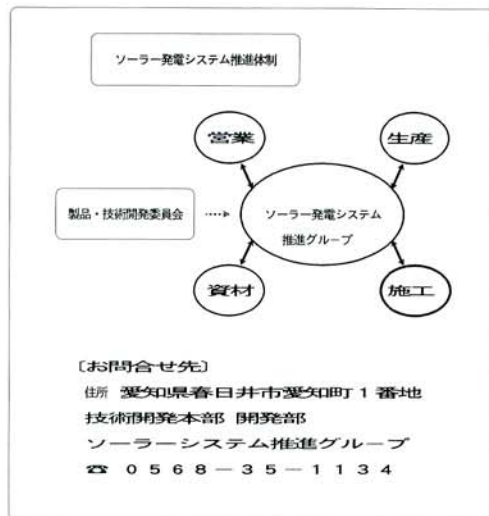 ソーラー発電システム推進体制
営業
生産
製品・技術開発委員会
ソーラー発電システム
推進グループ
資材
施工
〔お問合せ先〕
住所 愛知県春日井市愛知町1番地
技術開発本部 開発部
ソーラーシステム推進グループ
☎ 0568－35－1134